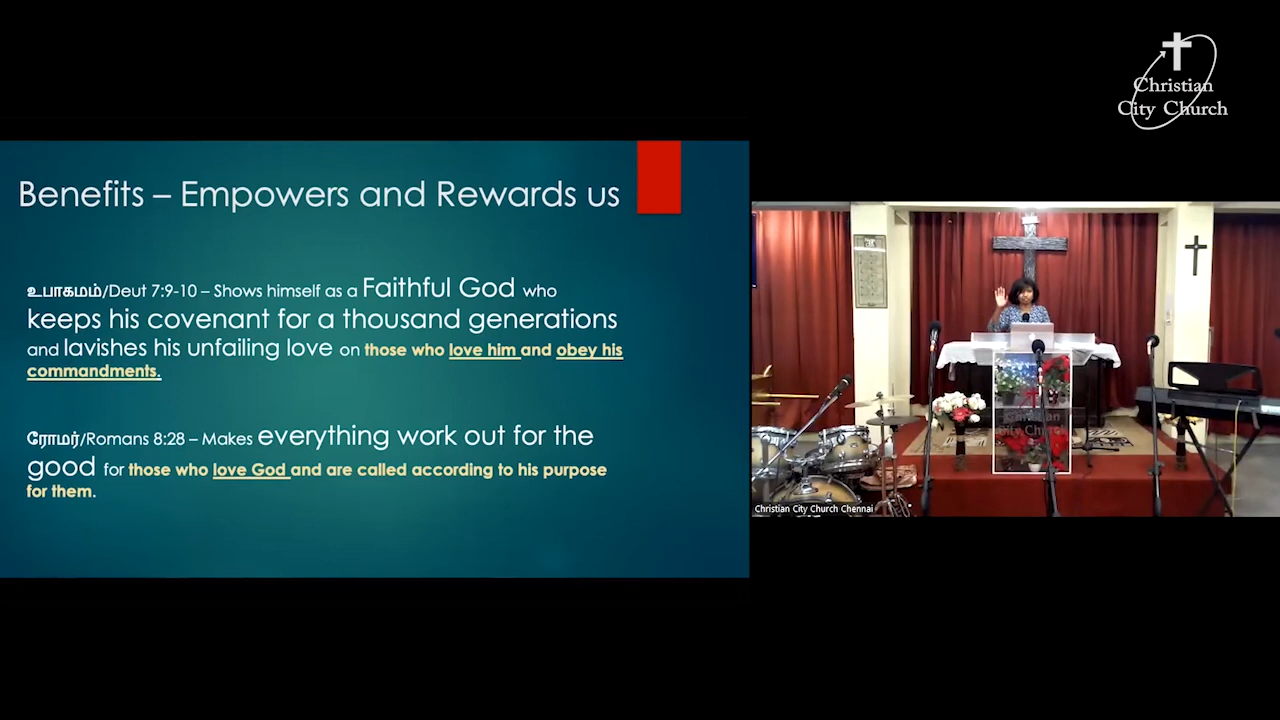 Christian
City Church
Benefits – Empowers and Rewards us
உபாகமம்/Deut 7:9-10 – Shows himself as a Faithful God who
keeps his covenant for a thousand generations
and lavishes his unfailing love on those who love him and obey his
commandments.
ரோமர்/Romans 8:28 – Makes everything work out for the
good for those who love God and are called according to his purpose
for them.
Christian
City Church
Christian City Church Chennai